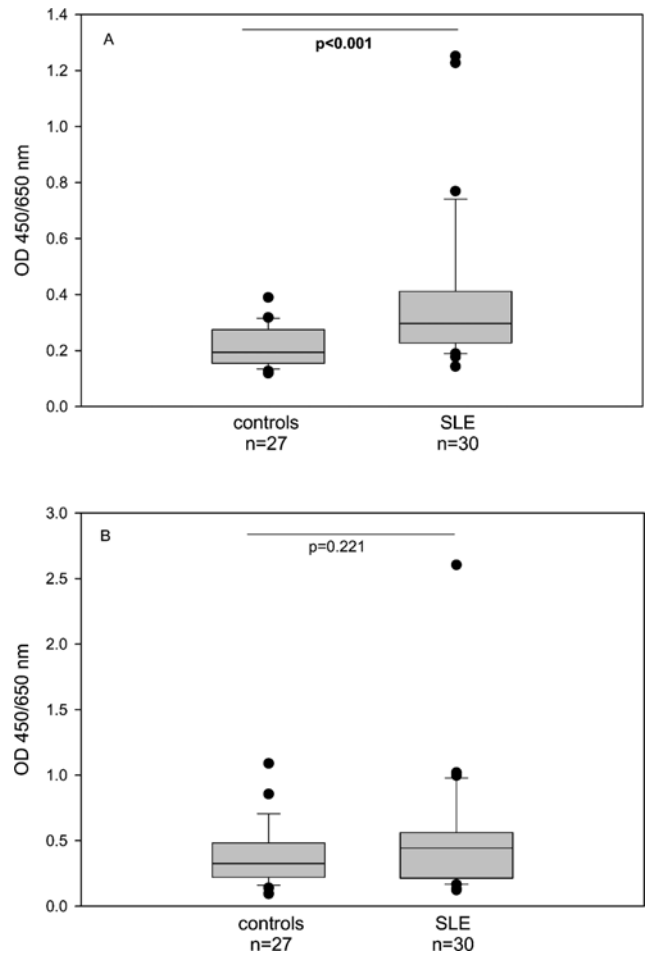 A
p<0.001
1.4
1.2
1.0
0.8
0.6
0.4
0.2
0.0
OD 450/650 nm
controls
n=27
SLE
n=30
B
p=0.221
3.0
2.5
2.0
1.5
1.0
0.5
0.0
OD 450/650 nm
controls
n=27
SLE
n=30